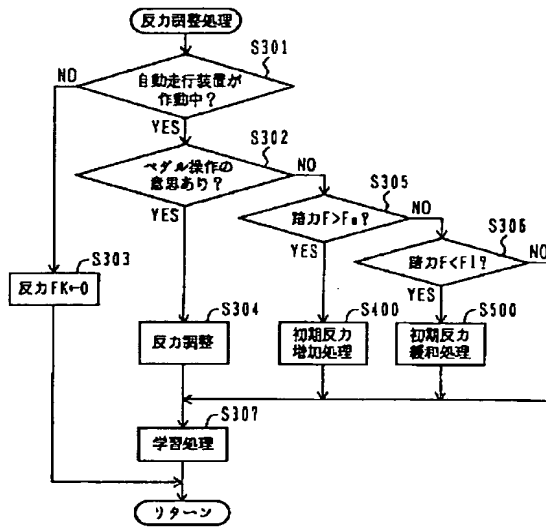 反力調整処理
S301
NO
自動走行装置が
作動中?
YES
S302
ペダル操作の
意思あり?
NO
YES
S305
踏力F>Fu?
NO
YES
S306
踏力F<Fl?
NO
YES
S303
反力FK←0
S304
反力調整
S400
初期反力
増加処理
S500
初期反力
緩和処理
S307
学習処理
リターン